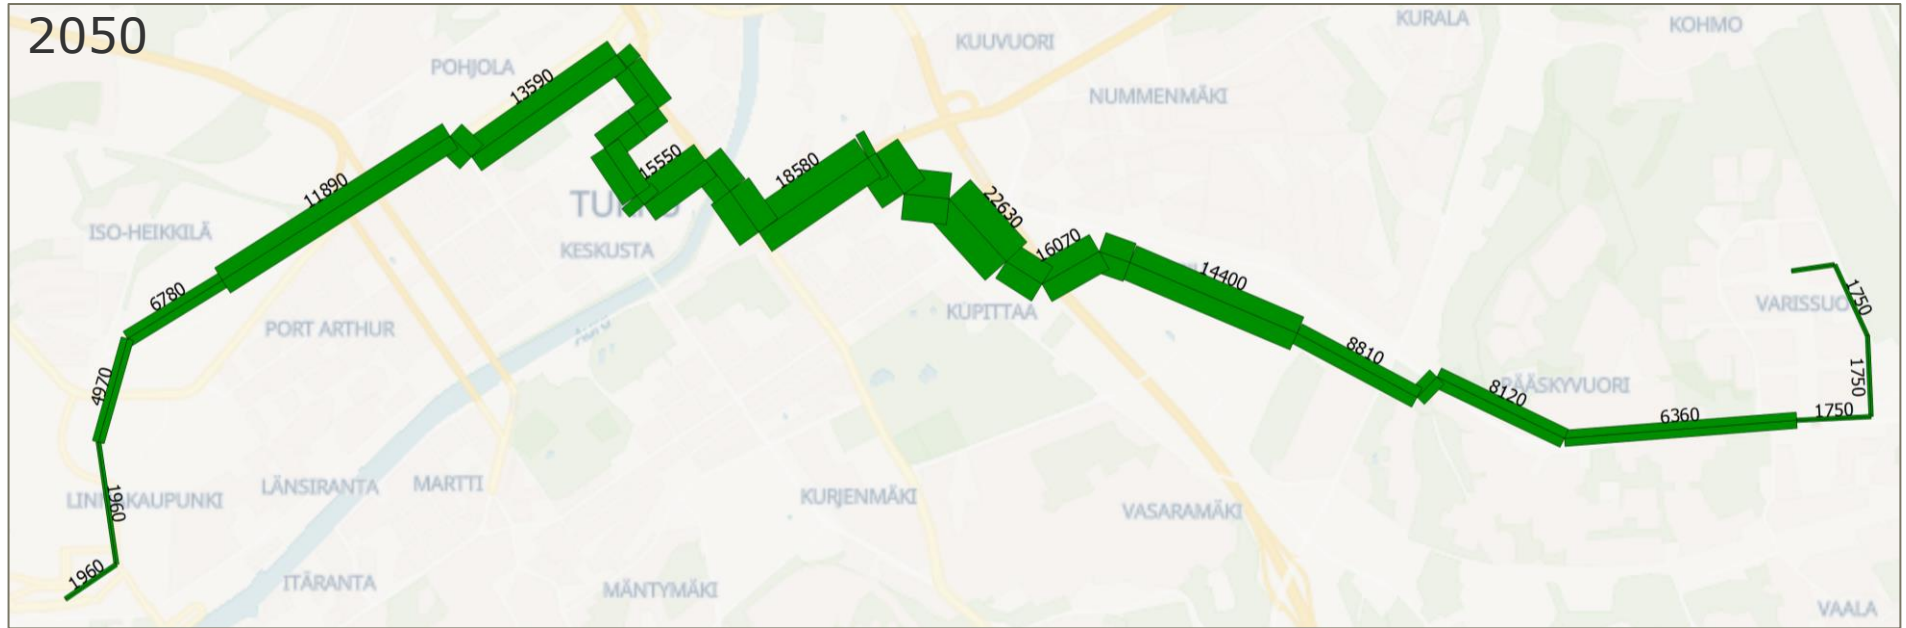 2050
KURALA
KOHMO
KUUVUORI
POHJOLA
13590
NUMMENMÄKI
15550
18580
11890
22630
ISO-HEIKKILÄ
KESKUSTA
16070
14400
6780
KUPITTAA
VARISSUO
1750
PORT ARTHUR
8810
4970
1750
8120
PÄÄSKYVUORI
6360
1750
LÄNSIRANTA
MARTTI
1960
KURJENMÄKI
VASARAMÄKI
1960
ITÄRANTA
MÄNTYMÄKI
VAALA